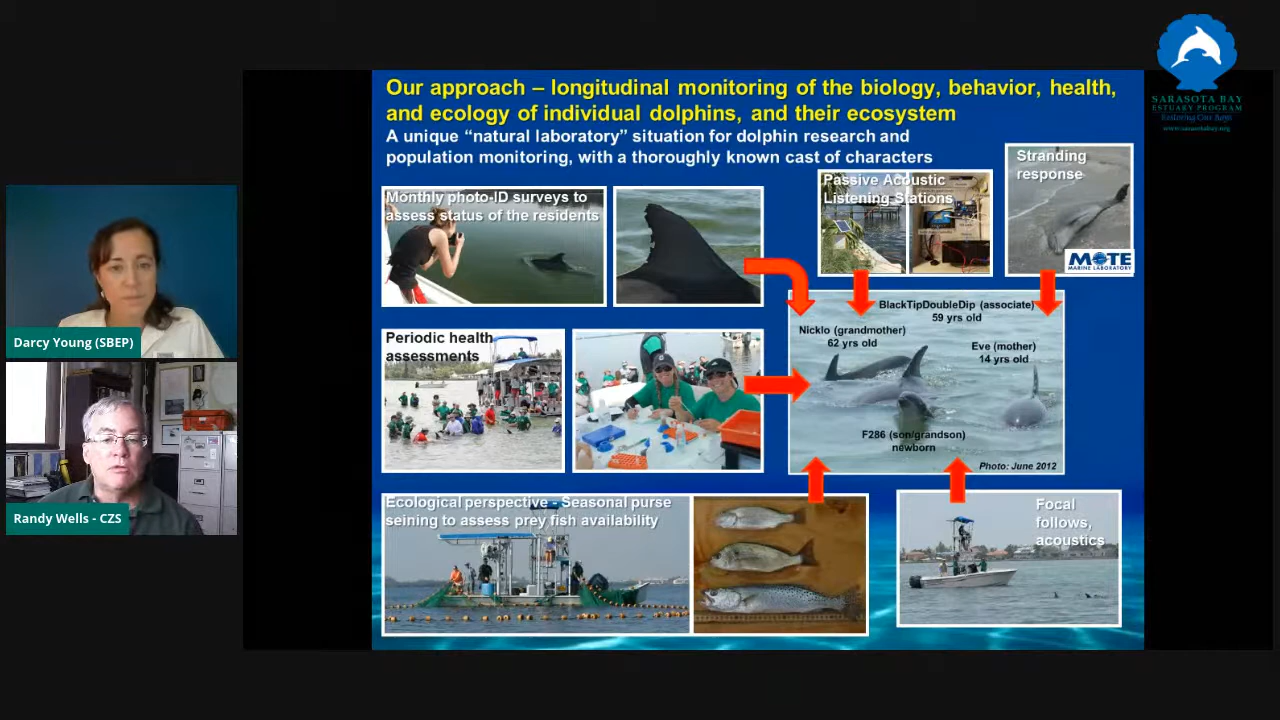 SARASOTA BAY
ESTUARY PROGRAM
Restoring Our Bays
www.sarasotabay.org
Our approach – longitudinal monitoring of the biology, behavior, health,
and ecology of individual dolphins, and their ecosystem
A unique “natural laboratory” situation for dolphin research and
population monitoring, with a thoroughly known cast of characters
Monthly photo-ID surveys to
assess status of the residents
Passive Acoustic
Listening Stations
Stranding
response
MOTE
MARINE LABORATORY
Periodic health
assessments
BlackTipDoubleDip (associate)
59 yrs old
Nicklo (grandmother)
62 yrs old
Eve (mother)
14 yrs old
F286 (son/grandson)
newborn
Photo: June 2012
Ecological perspective - Seasonal purse
seining to assess prey fish availability
Focal
follows,
acoustics
Darcy Young (SBEP)
Randy Wells - CZS